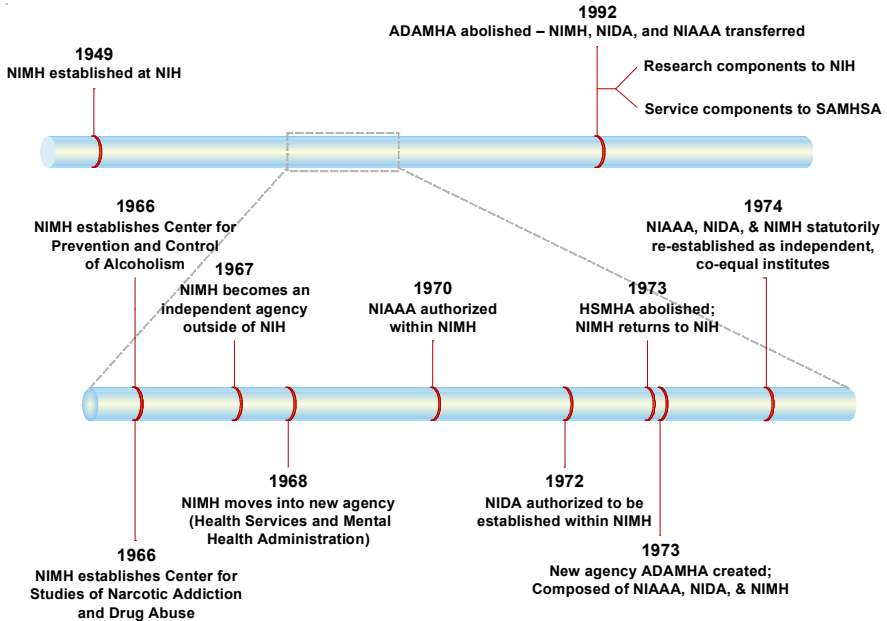 1949
NIMH established at NIH
1992
ADAMHA abolished – NIMH, NIDA, and NIAAA transferred
Research components to NIH
Service components to SAMHSA
1966
NIMH establishes Center for
Prevention and Control
of Alcoholism
1967
NIMH becomes an
independent agency
outside of NIH
1970
NIAAA authorized
within NIMH
1973
HSMHA abolished;
NIMH returns to NIH
1974
NIAAA, NIDA, & NIMH statutorily
re-established as independent,
co-equal institutes
1966
NIMH establishes Center for
Studies of Narcotic Addiction
and Drug Abuse
1968
NIMH moves into new agency
(Health Services and Mental
Health Administration)
1972
NIDA authorized to be
established within NIMH
1973
New agency ADAMHA created;
Composed of NIAAA, NIDA, & NIMH